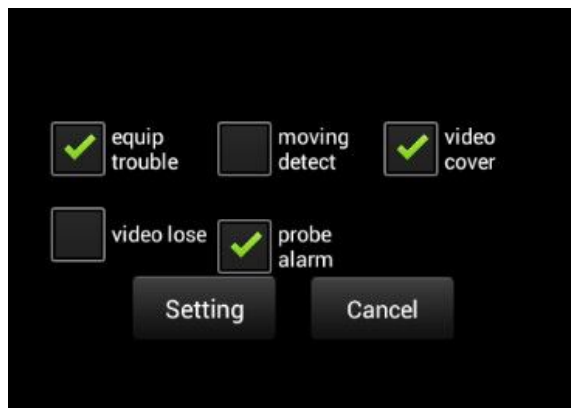 equip
trouble
moving
detect
video
cover
video lose
probe
alarm
Setting
Cancel